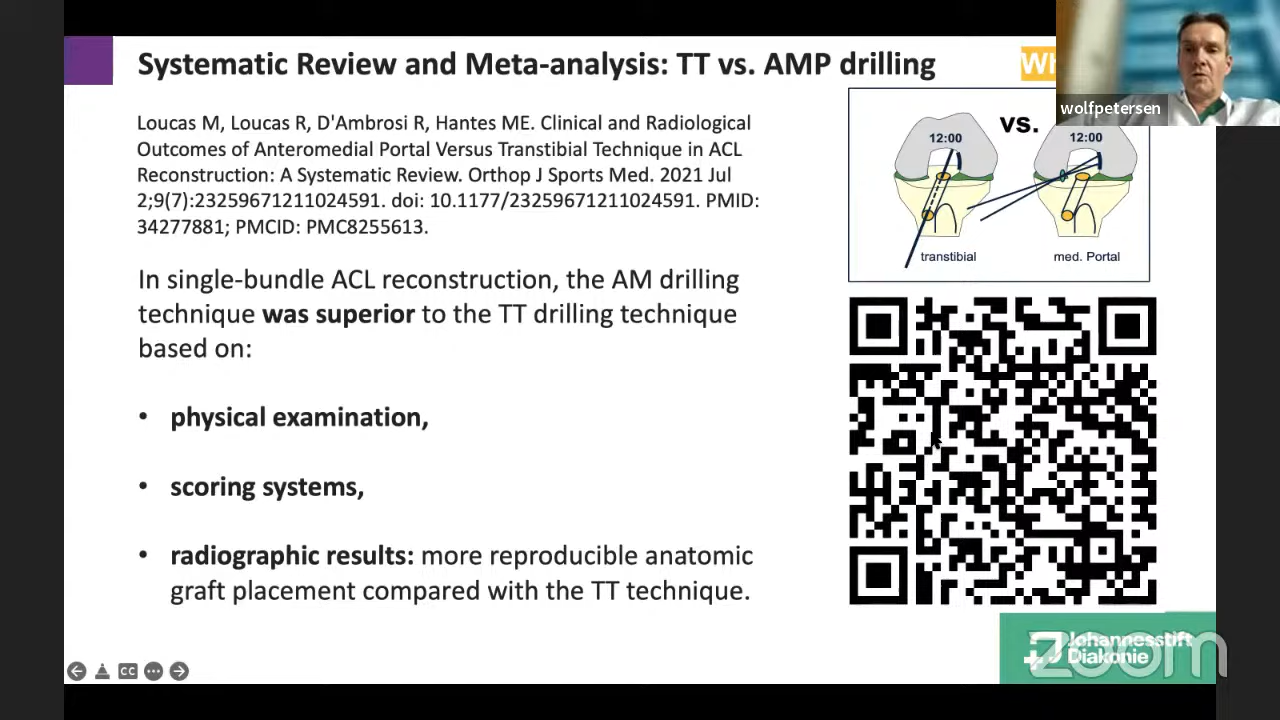 Systematic Review and Meta-analysis: TT vs. AMP drilling
wolfpetersen
Loucas M, Loucas R, D'Ambrosi R, Hantes ME. Clinical and Radiological
Outcomes of Anteromedial Portal Versus Transtibial Technique in ACL
Reconstruction: A Systematic Review. Orthop J Sports Med. 2021 Jul
2;9(7):23259671211024591. doi: 10.1177/23259671211024591. PMID:
34277881; PMCID: PMC8255613.
12:00
vs.
12:00
transtibial
med. Portal
In single-bundle ACL reconstruction, the AM drilling
technique was superior to the TT drilling technique
based on:
• physical examination,
• scoring systems,
• radiographic results: more reproducible anatomic
graft placement compared with the TT technique.
Johannesstift
Diakonie
zoom
CC